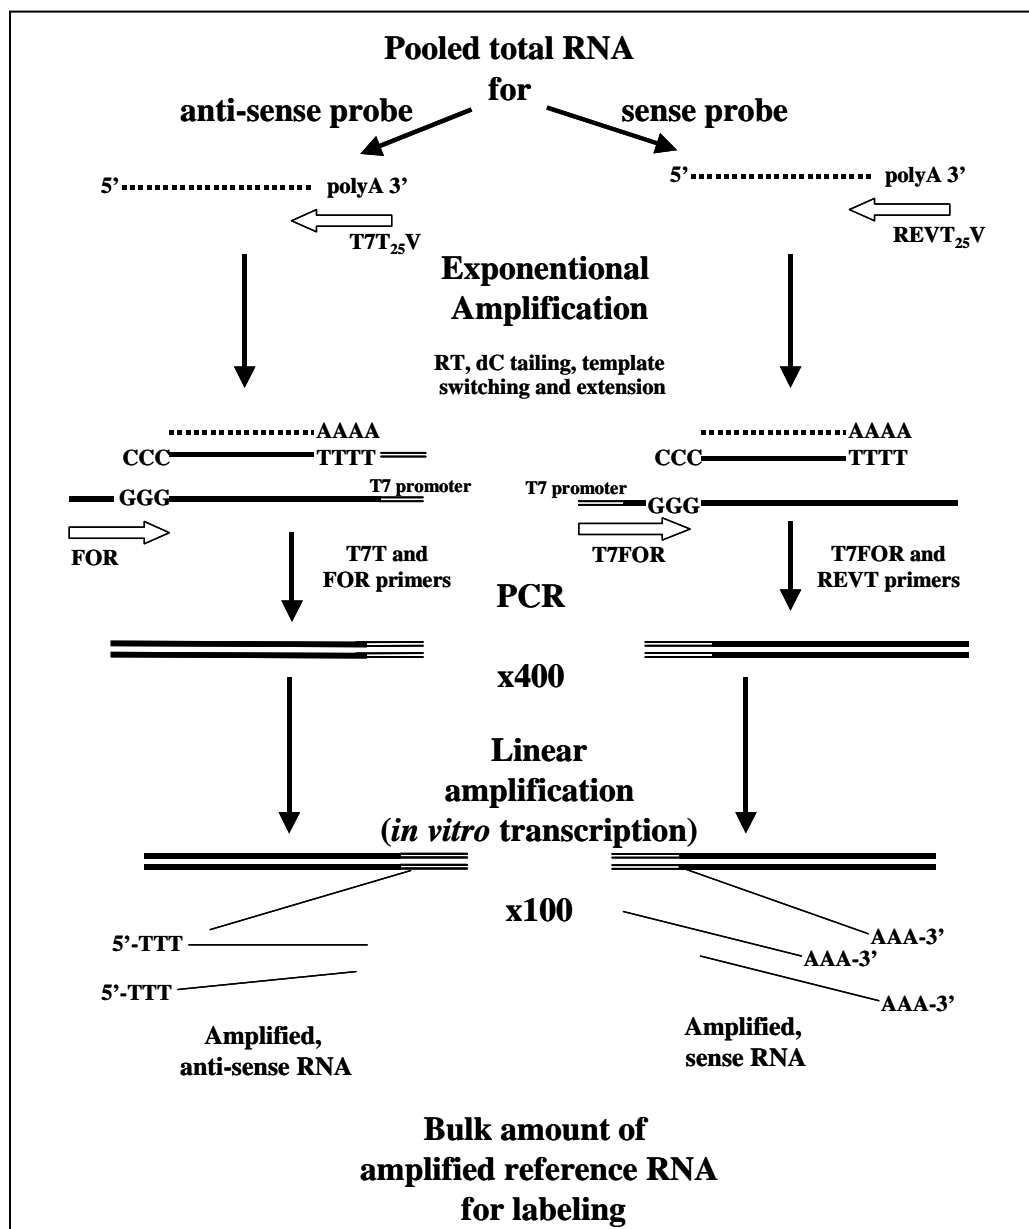 Pooled total RNA
for
anti-sense probe
sense probe
5’ polyA 3’
T7T₂₅V
5’ polyA 3’
REVT₂₅V
Exponentional
Amplification
RT, dC tailing, template
switching and extension
AAAA
CCC TTTT
T7 promoter
GGG
FOR
AAAA
CCC TTTT
T7 promoter
GGG
T7FOR
T7T and
FOR primers
T7FOR and
REVT primers
PCR
x400
Linear
amplification
(in vitro transcription)
x100
5’-TTT
5’-TTT
AAA-3’
AAA-3’
AAA-3’
Amplified,
anti-sense RNA
Amplified,
sense RNA
Bulk amount of
amplified reference RNA
for labeling